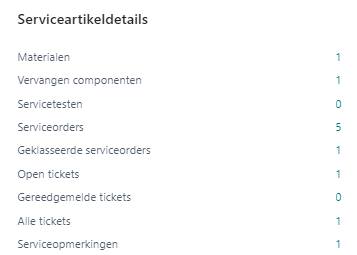 Serviceartikeldetails
Materialen 1
Vervangen componenten 1
Servicetesten 0
Serviceorders 5
Geklasseerde serviceorders 1
Open tickets 1
Gereedgemelde tickets 0
Alle tickets 1
Serviceopmerkingen 1